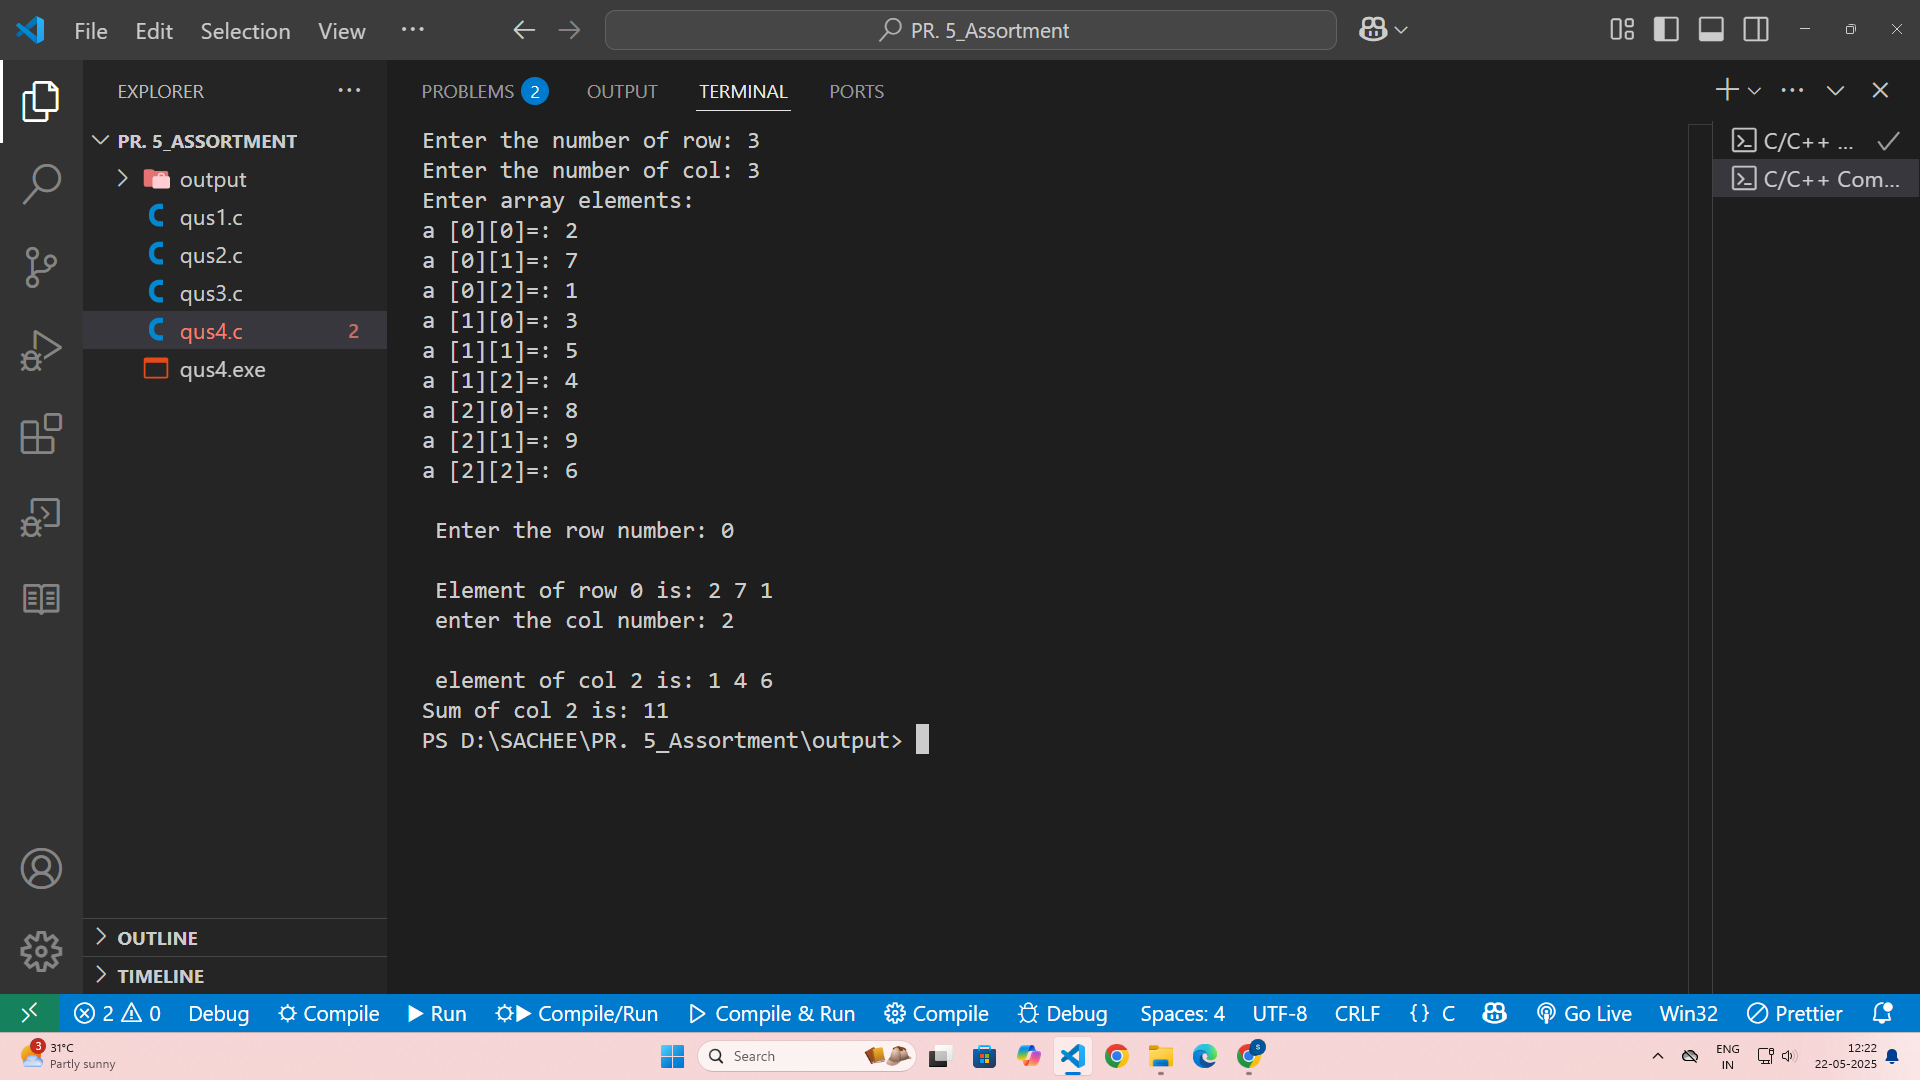 File Edit Selection View ··· PR. 5_Assortment
EXPLORER ···
PR. 5_ASSORTMENT
output
qus1.c
qus2.c
qus3.c
qus4.c 2
qus4.exe
OUTLINE
TIMELINE
PROBLEMS 2 OUTPUT TERMINAL PORTS
Enter the number of row: 3
Enter the number of col: 3
Enter array elements:
a [0][0]=: 2
a [0][1]=: 7
a [0][2]=: 1
a [1][0]=: 3
a [1][1]=: 5
a [1][2]=: 4
a [2][0]=: 8
a [2][1]=: 9
a [2][2]=: 6
Enter the row number: 0
Element of row 0 is: 2 7 1
enter the col number: 2
element of col 2 is: 1 4 6
Sum of col 2 is: 11
PS D:\SACHEE\PR. 5_Assortment\output>
C/C++ ...
C/C++ Com...
2 0 Debug Compile Run Compile/Run Compile & Run Compile Debug Spaces: 4 UTF-8 CRLF {} C Go Live Win32 Prettier
3 31°C
Partly sunny
Search
S
ENG
IN
12:22
22-05-2025